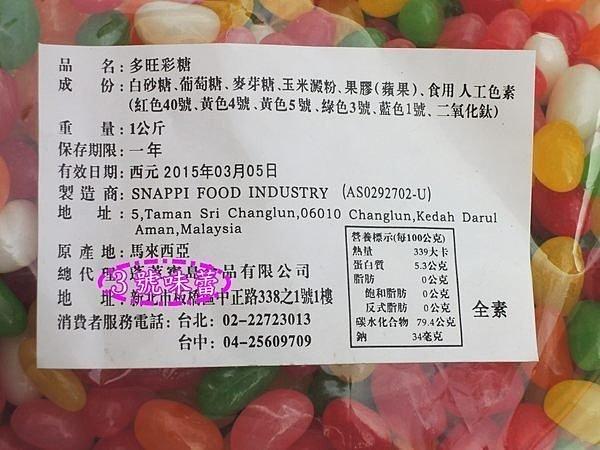 品 名:多旺彩糖
成 份:白砂糖、葡萄糖、麥芽糖、玉米澱粉、果膠(蘋果)、食用人工色素
(紅色40號、黃色4號、黃色5號、綠色3號、藍色1號、二氧化鈦)
重 量:1公斤
保存期限:一年
有效日期:西元 2015年03月05日
製造商:SNAPPI FOOD INDUSTRY (AS0292702-U)
地 址:5,Taman Sri Changlun,06010 Changlun,Kedah Darul
Aman,Malaysia
原產地:馬來西亞
總代理 品有限公司
3號味蕾
地 址:新北市板橋區中正路338之1號1樓
消費者服務電話:台北: 02-22723013
台中: 04-25609709
營養標示(每100公克)
熱量 339大卡
蛋白質 5.3公克
脂肪 0公克
飽和脂肪 0公克
反式脂肪 0公克
碳水化合物 79.4公克
鈉 34毫克
全素